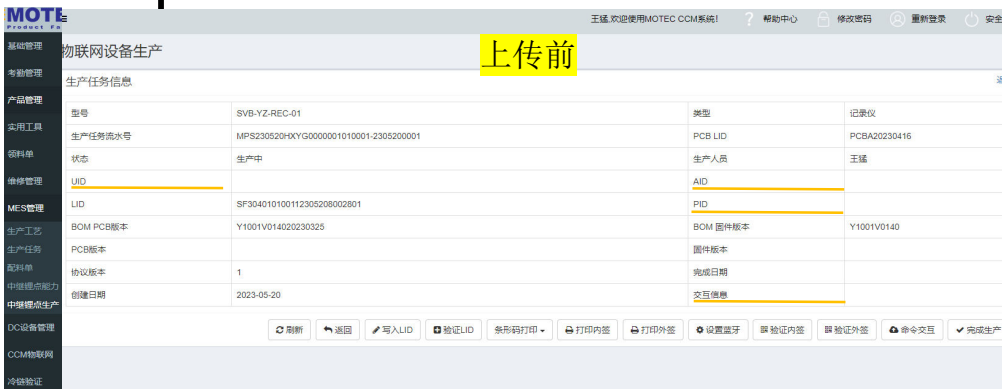 MOTE
Product Fa
王猛,欢迎使用MOTEC CCM系统! ? 帮助中心 修改密码 重新登录 安全
基础管理
考勤管理
产品管理
实用工具
领料单
维修管理
MES管理
生产工艺
生产任务
配料单
中继锂点能力
中继锂点生产
DC设备管理
CCM物联网
冷链验证
物联网设备生产
上传前
生产任务信息
型号 SVB-YZ-REC-01 类型 记录仪
生产任务流水号 MPS230520HXYG0000001010001-2305200001 PCB LID PCBA20230416
状态 生产中 生产人员 王猛
UID AID
LID SF304010100112305208002801 PID
BOM PCB版本 Y1001V014020230325 BOM 固件版本 Y1001V0140
PCB版本 固件版本
协议版本 1 完成日期
创建日期 2023-05-20 交互信息
刷新 返回 写入LID 验证LID 条形码打印 打印内签 打印外签 设置蓝牙 验证内签 验证外签 命令交互 完成生产